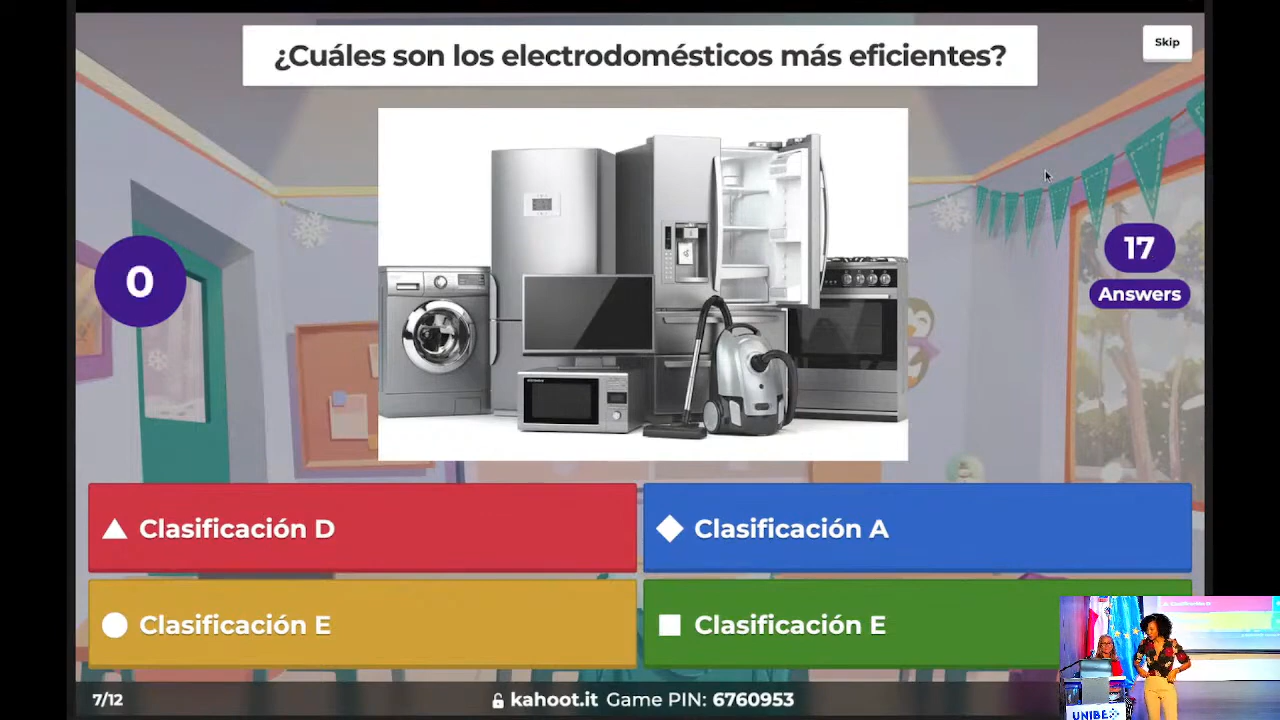 ¿Cuáles son los electrodomésticos más eficientes?
Skip
0
17
Answers
Clasificación D
Clasificación A
Clasificación E
Clasificación E
7/12
kahoot.it Game PIN: 6760953
UNIBE